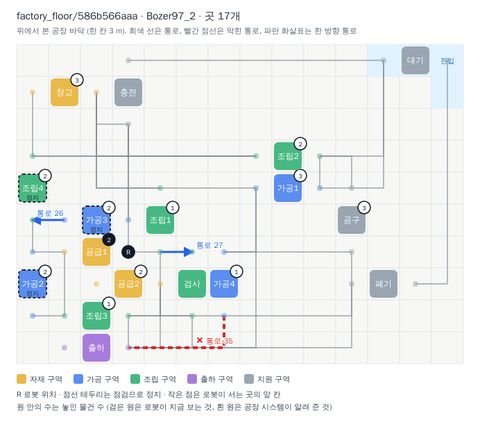 factory_floor/586b566aaa · Bozer97_2 · 곳 17개
위에서 본 공장 바닥 (한 칸 3 m). 회색 선은 통로, 빨간 점선은 막힌 통로, 파란 화살표는 한 방향 통로
대기
전립
3
창고
충전
2
조립2
2
조립4
정지
3
가공1
통로 26
2
가공3
정지
1
조립1
3
공구
2
공급1
R
통로 27
2
가공2
정지
2
공급2
검사
1
가공4
폐기
1
조립3
출하
✕ 통로 35
자재 구역
가공 구역
조립 구역
출하 구역
지원 구역
R 로봇 위치 · 점선 테두리는 점검으로 정지 · 작은 점은 로봇이 서는 곳의 앞 칸
원 안의 수는 놓인 물건 수 (검은 원은 로봇이 지금 보는 것, 흰 원은 공장 시스템이 알려 준 것)